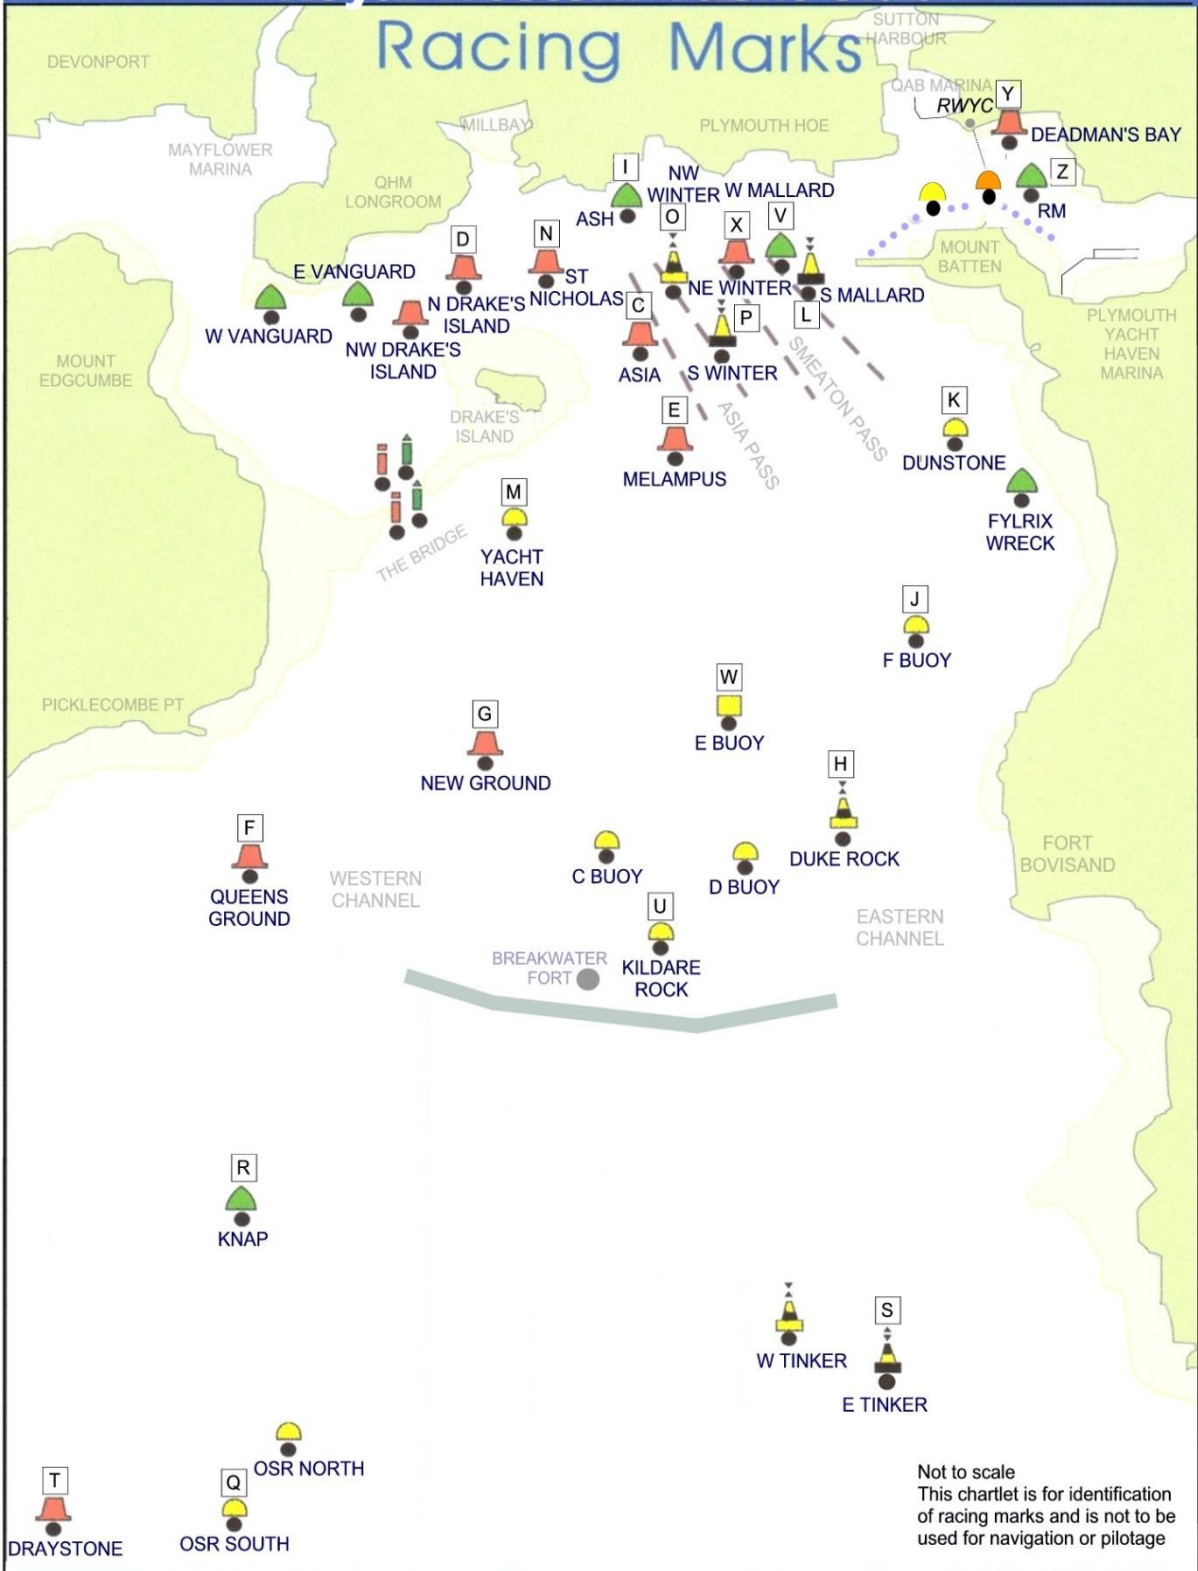 Racing Marks
SUTTON
HARBOUR
DEVONPORT
QAB MARINA
RWYC
Y
DEADMAN'S BAY
MILLBAY
PLYMOUTH HOE
MAYFLOWER
MARINA
I
NW
WINTER
W MALLARD
Z
RM
QHM
LONGROOM
ASH
O
X
V
D
N
MOUNT
BATTEN
E VANGUARD
ST
NICHOLAS
NE WINTER
S MALLARD
N DRAKE'S
ISLAND
C
P
L
W VANGUARD
NW DRAKE'S
ISLAND
ASIA
S WINTER
PLYMOUTH
YACHT
HAVEN
MARINA
MOUNT
EDGCUMBE
SMEATON PASS
DRAKE'S
ISLAND
E
ASIA PASS
K
DUNSTONE
MELAMPUS
M
YACHT
HAVEN
FYLRIX
WRECK
THE BRIDGE
J
F BUOY
W
E BUOY
PICKLECOMBE PT
G
NEW GROUND
H
DUKE ROCK
F
QUEENS
GROUND
WESTERN
CHANNEL
C BUOY
D BUOY
FORT
BOVISAND
U
KILDARE
ROCK
EASTERN
CHANNEL
BREAKWATER
FORT
R
KNAP
W TINKER
S
E TINKER
OSR NORTH
T
DRAYSTONE
Q
OSR SOUTH
Not to scale
This chartlet is for identification
of racing marks and is not to be
used for navigation or pilotage